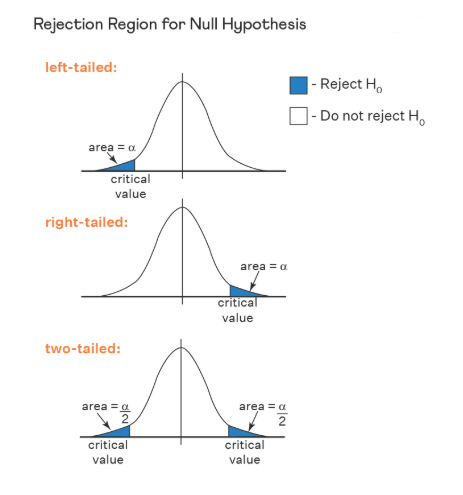 Rejection Region for Null Hypothesis
left-tailed:
- Reject H₀
- Do not reject H₀
area = α
critical
value
right-tailed:
area = α
critical
value
two-tailed:
area = α/2
area = α/2
critical
value
critical
value